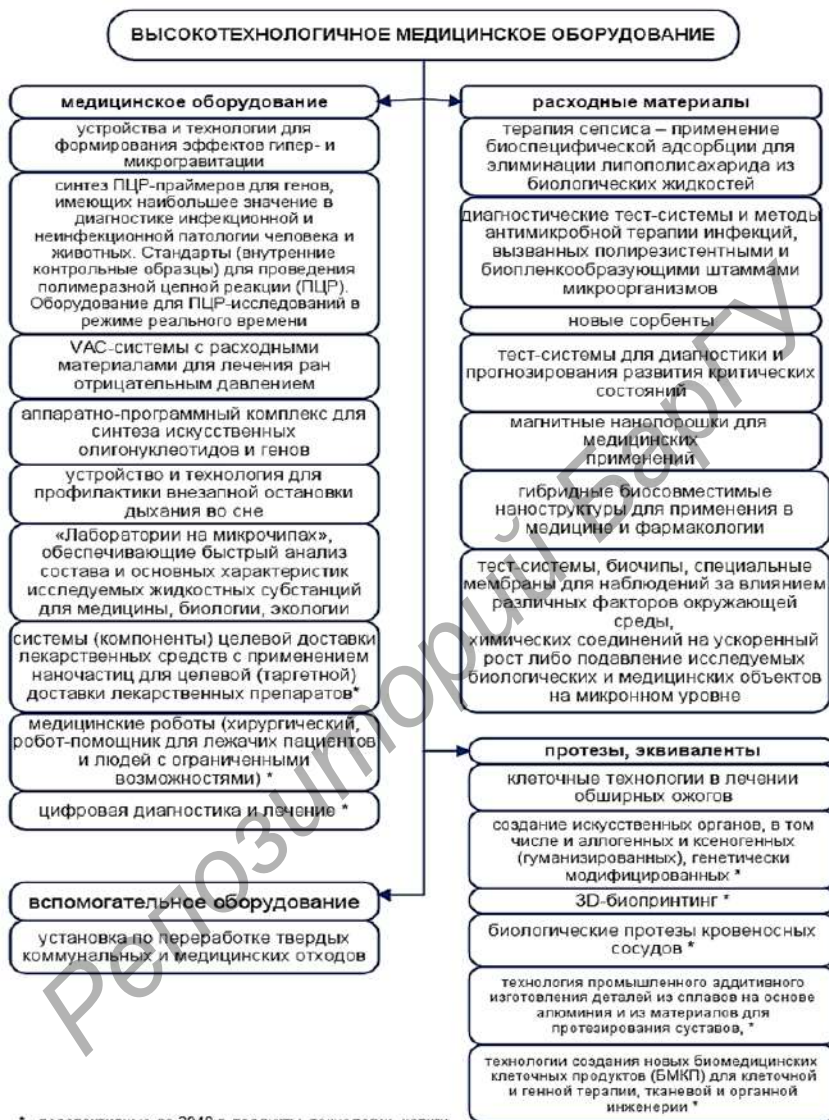 ВЫСОКОТЕХНОЛОГИЧНОЕ МЕДИЦИНСКОЕ ОБОРУДОВАНИЕ
медицинское оборудование
устройства и технологии для
формирования эффектов гипер- и
микрогравитации
синтез ПЦР-праймеров для генов,
имеющих наибольшее значение в
диагностике инфекционной и
неинфекционной патологии человека и
животных. Стандарты (внутренние
контрольные образцы) для проведения
полимеразной цепной реакции (ПЦР).
Оборудование для ПЦР-исследований в
режиме реального времени
VAC-системы с расходными
материалами для лечения ран
отрицательным давлением
аппаратно-программный комплекс для
синтеза искусственных
олигонуклеотидов и генов
устройство и технология для
профилактики внезапной остановки
дыхания во сне
«Лаборатории на микрочипах»,
обеспечивающие быстрый анализ
состава и основных характеристик
исследуемых жидкостных субстанций
для медицины, биологии, экологии
системы (компоненты) целевой доставки
лекарственных средств с применением
наночастиц для целевой (таргетной)
доставки лекарственных препаратов*
медицинские роботы (хирургический,
робот-помощник для лежачих пациентов
и людей с ограниченными
возможностями) *
цифровая диагностика и лечение *
вспомогательное оборудование
установка по переработке твердых
коммунальных и медицинских отходов
расходные материалы
терапия сепсиса – применение
биоспецифической адсорбции для
элиминации липополисахарида из
биологических жидкостей
диагностические тест-системы и методы
антимикробной терапии инфекций,
вызванных полирезистентными и
биопленкообразующими штаммами
микроорганизмов
новые сорбенты
тест-системы для диагностики и
прогнозирования развития критических
состояний
магнитные нанопорошки для
медицинских
применений
гибридные биосовместимые
наноструктуры для применения в
медицине и фармакологии
тест-системы, биочипы, специальные
мембраны для наблюдений за влиянием
различных факторов окружающей
среды,
химических соединений на ускоренный
рост либо подавление исследуемых
биологических и медицинских объектов
на микронном уровне
протезы, эквиваленты
клеточные технологии в лечении
обширных ожогов
создание искусственных органов, в том
числе и аллогенных и ксеногенных
(гуманизированных), генетически
модифицированных *
3D-биопринтинг *
биологические протезы кровеносных
сосудов *
технология промышленного аддитивного
изготовления деталей из сплавов на основе
алюминия и из материалов для
протезирования суставов, *
технологии создания новых биомедицинских
клеточных продуктов (БМКП) для клеточной
и генной терапии, тканевой и органной
инженерии *
Репозиторий БарГУ